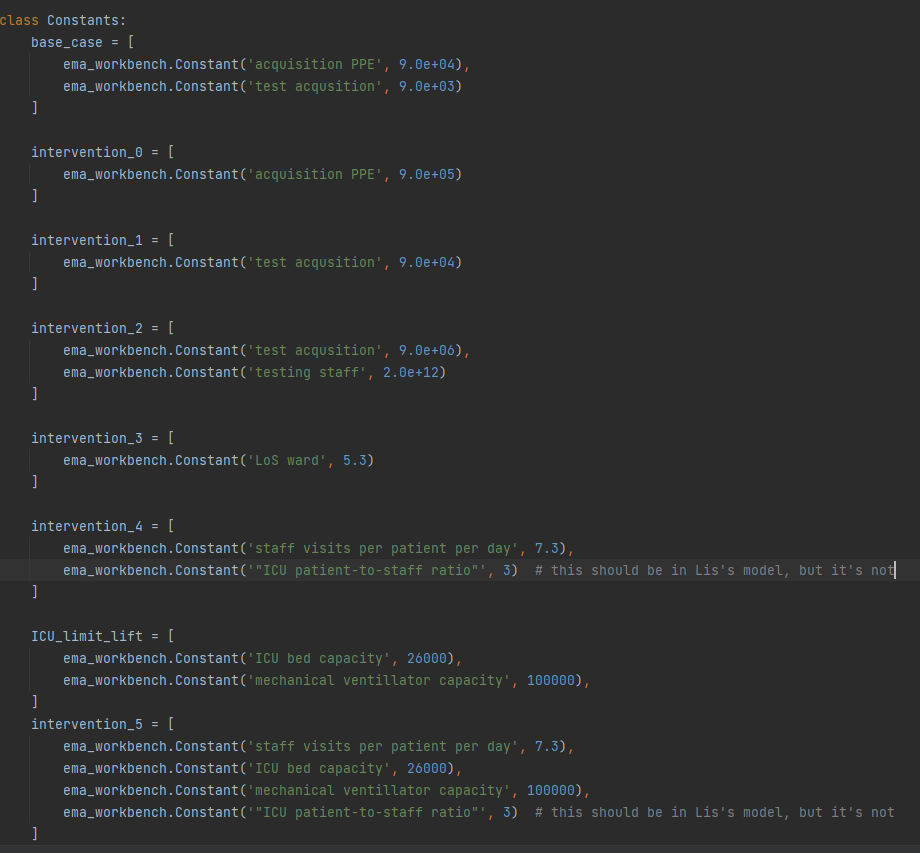 class Constants:
    base_case = [
        ema_workbench.Constant('acquisition PPE', 9.0e+04),
        ema_workbench.Constant('test acqusition', 9.0e+03)
    ]

    intervention_0 = [
        ema_workbench.Constant('acquisition PPE', 9.0e+05)
    ]

    intervention_1 = [
        ema_workbench.Constant('test acqusition', 9.0e+04)
    ]

    intervention_2 = [
        ema_workbench.Constant('test acqusition', 9.0e+06),
        ema_workbench.Constant('testing staff', 2.0e+12)
    ]

    intervention_3 = [
        ema_workbench.Constant('LoS ward', 5.3)
    ]

    intervention_4 = [
        ema_workbench.Constant('staff visits per patient per day', 7.3),
        ema_workbench.Constant('"ICU patient-to-staff ratio"', 3)  # this should be in Lis's model, but it's not
    ]

    ICU_limit_lift = [
        ema_workbench.Constant('ICU bed capacity', 26000),
        ema_workbench.Constant('mechanical ventillator capacity', 100000),
    ]
    intervention_5 = [
        ema_workbench.Constant('staff visits per patient per day', 7.3),
        ema_workbench.Constant('ICU bed capacity', 26000),
        ema_workbench.Constant('mechanical ventillator capacity', 100000),
        ema_workbench.Constant('"ICU patient-to-staff ratio"', 3)  # this should be in Lis's model, but it's not
    ]